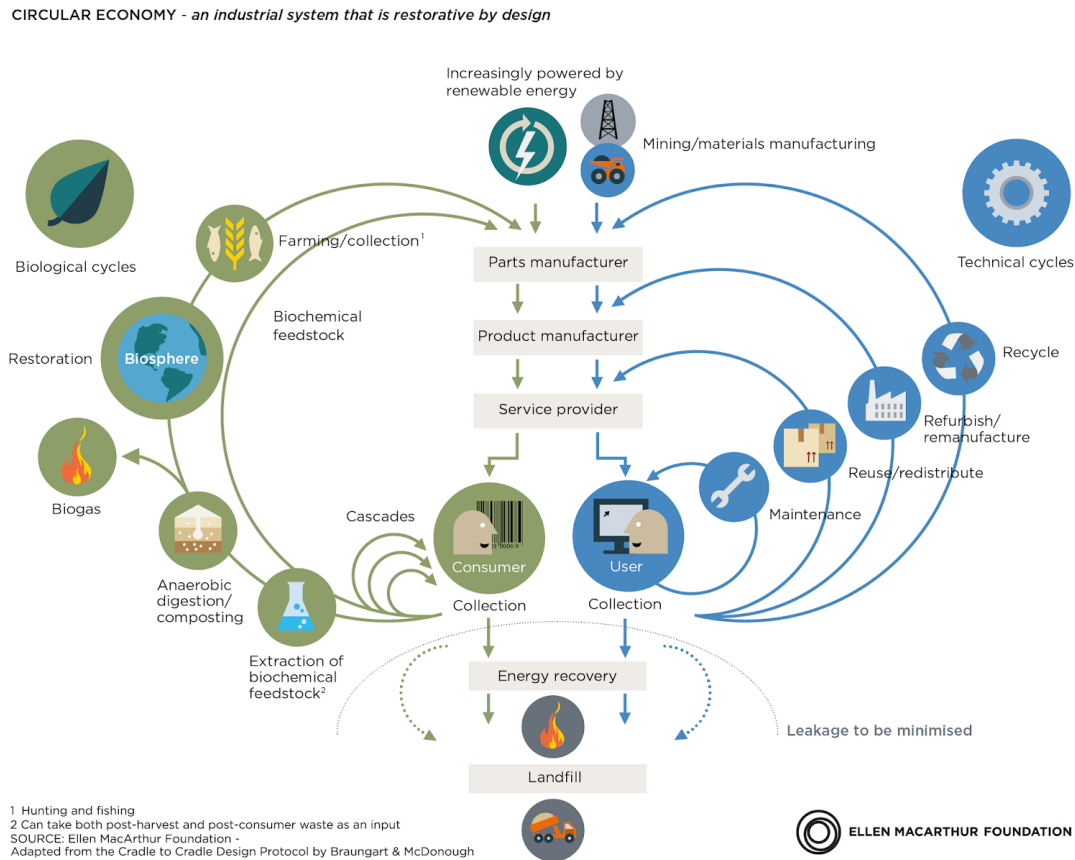 CIRCULAR ECONOMY - an industrial system that is restorative by design
Increasingly powered by
renewable energy
Mining/materials manufacturing
Biological cycles
Technical cycles
Farming/collection1
Parts manufacturer
Biochemical
feedstock
Product manufacturer
Restoration
Biosphere
Recycle
Service provider
Refurbish/
remanufacture
Reuse/redistribute
Biogas
Cascades
Maintenance
Consumer
User
Anaerobic
digestion/
composting
Collection
Collection
Extraction of
biochemical
feedstock2
Energy recovery
Leakage to be minimised
Landfill
1 Hunting and fishing
2 Can take both post-harvest and post-consumer waste as an input
SOURCE: Ellen MacArthur Foundation -
Adapted from the Cradle to Cradle Design Protocol by Braungart & McDonough
ELLEN MACARTHUR FOUNDATION